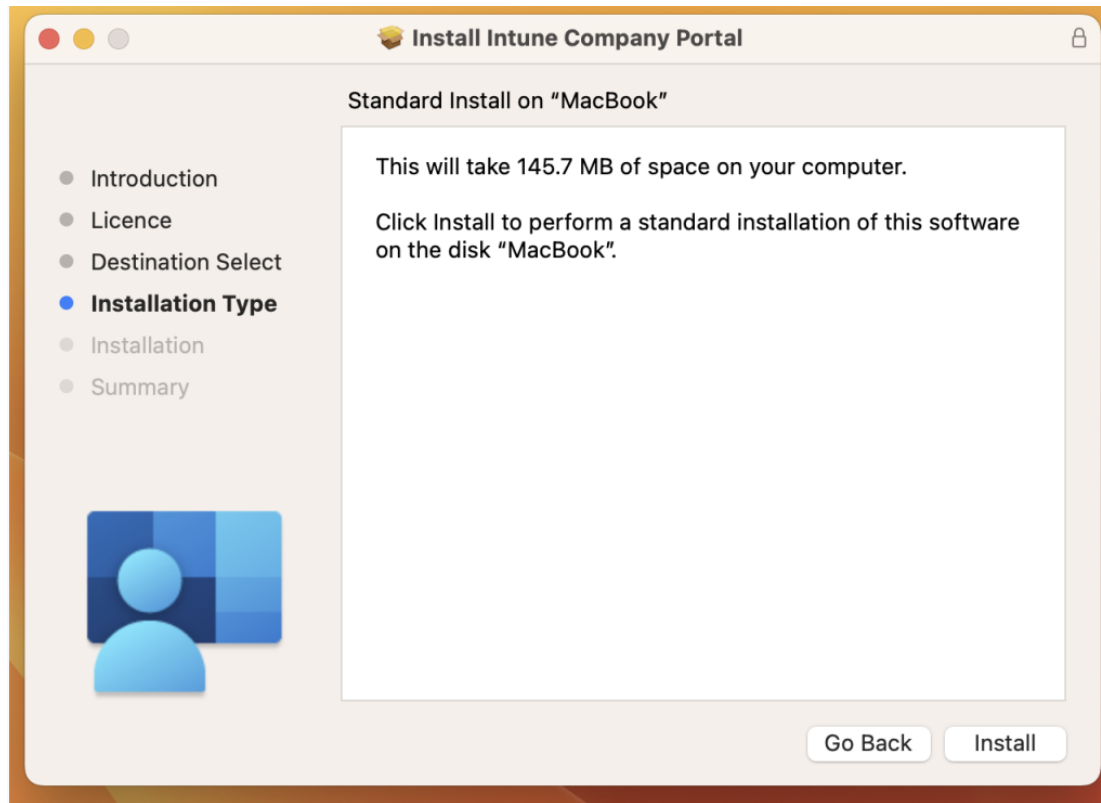 Install Intune Company Portal
Standard Install on “MacBook”
Introduction
Licence
Destination Select
Installation Type
Installation
Summary
This will take 145.7 MB of space on your computer.
Click Install to perform a standard installation of this software
on the disk “MacBook”.
Go Back
Install